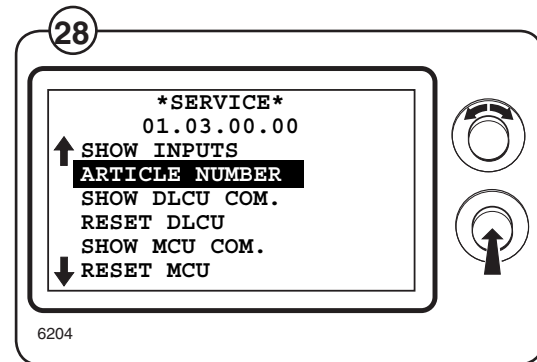 28
*SERVICE*
01.03.00.00
SHOW INPUTS
ARTICLE NUMBER
SHOW DLCU COM.
RESET DLCU
SHOW MCU COM.
RESET MCU
6204